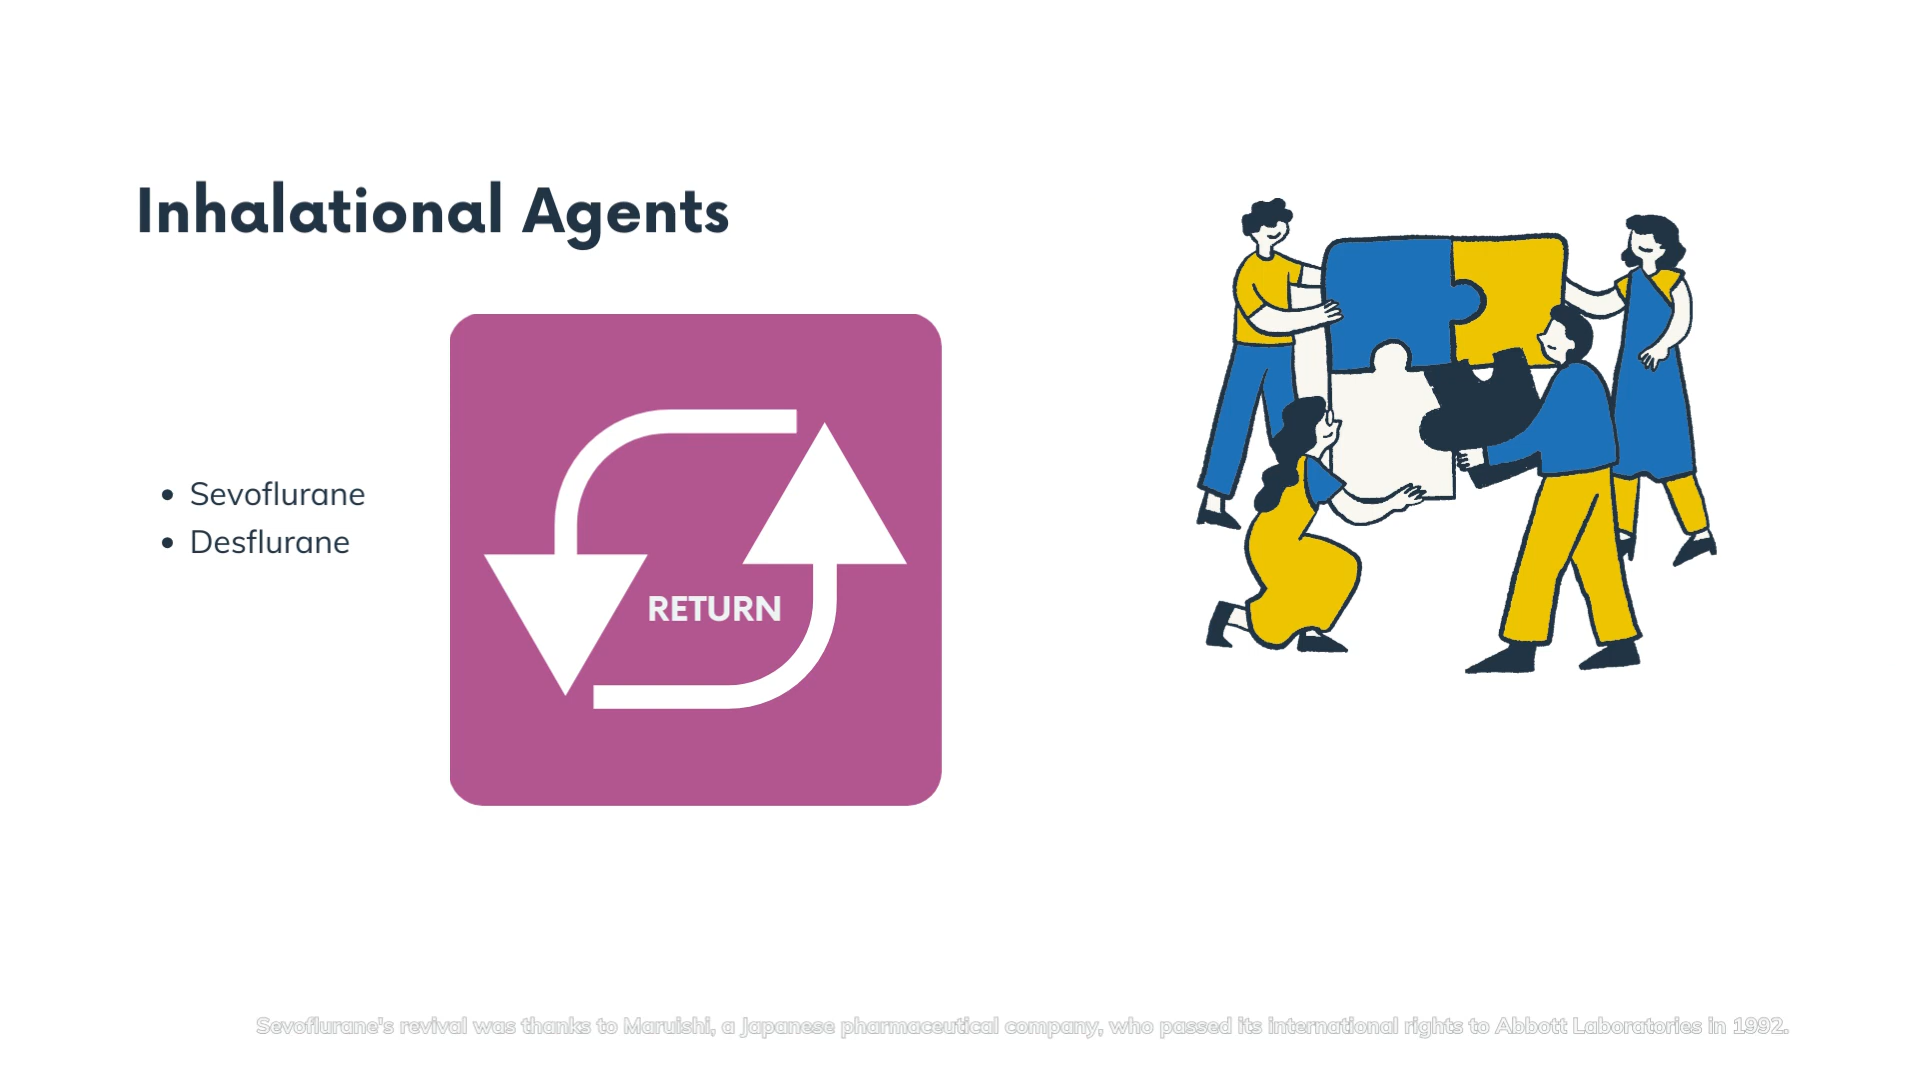 Inhalational Agents
Sevoflurane
Desflurane
RETURN
Sevoflurane's revival was thanks to Maruishi, a Japanese pharmaceutical company, who passed its international rights to Abbott Laboratories in 1992.